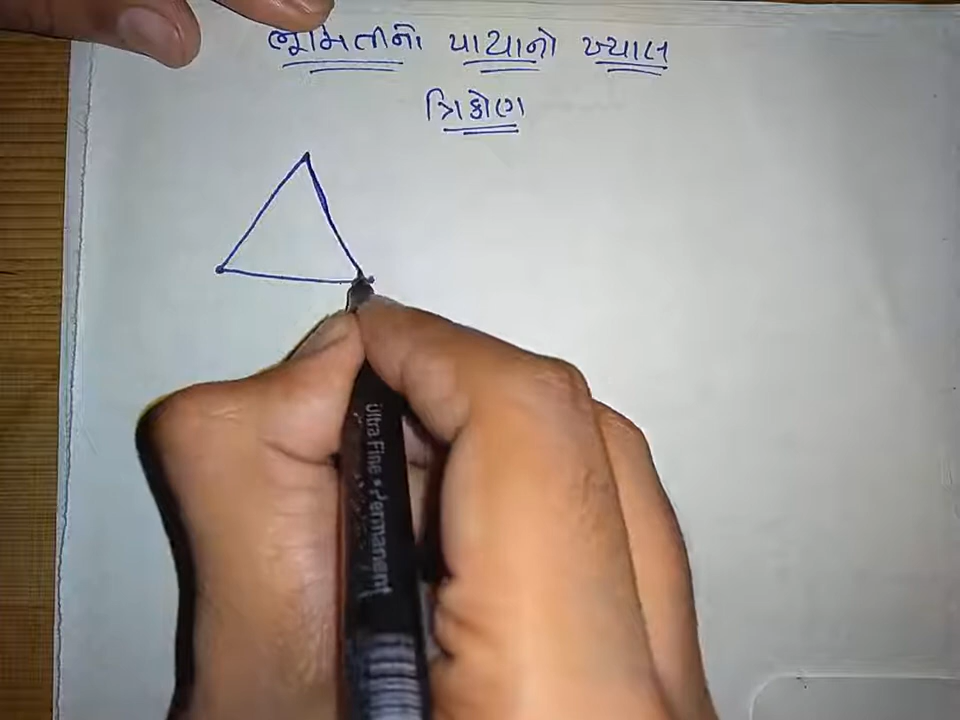 ભૂમિતીનો પાયાનો ખ્યાલ
ત્રિકોણ
Ultra Fine • Permanent